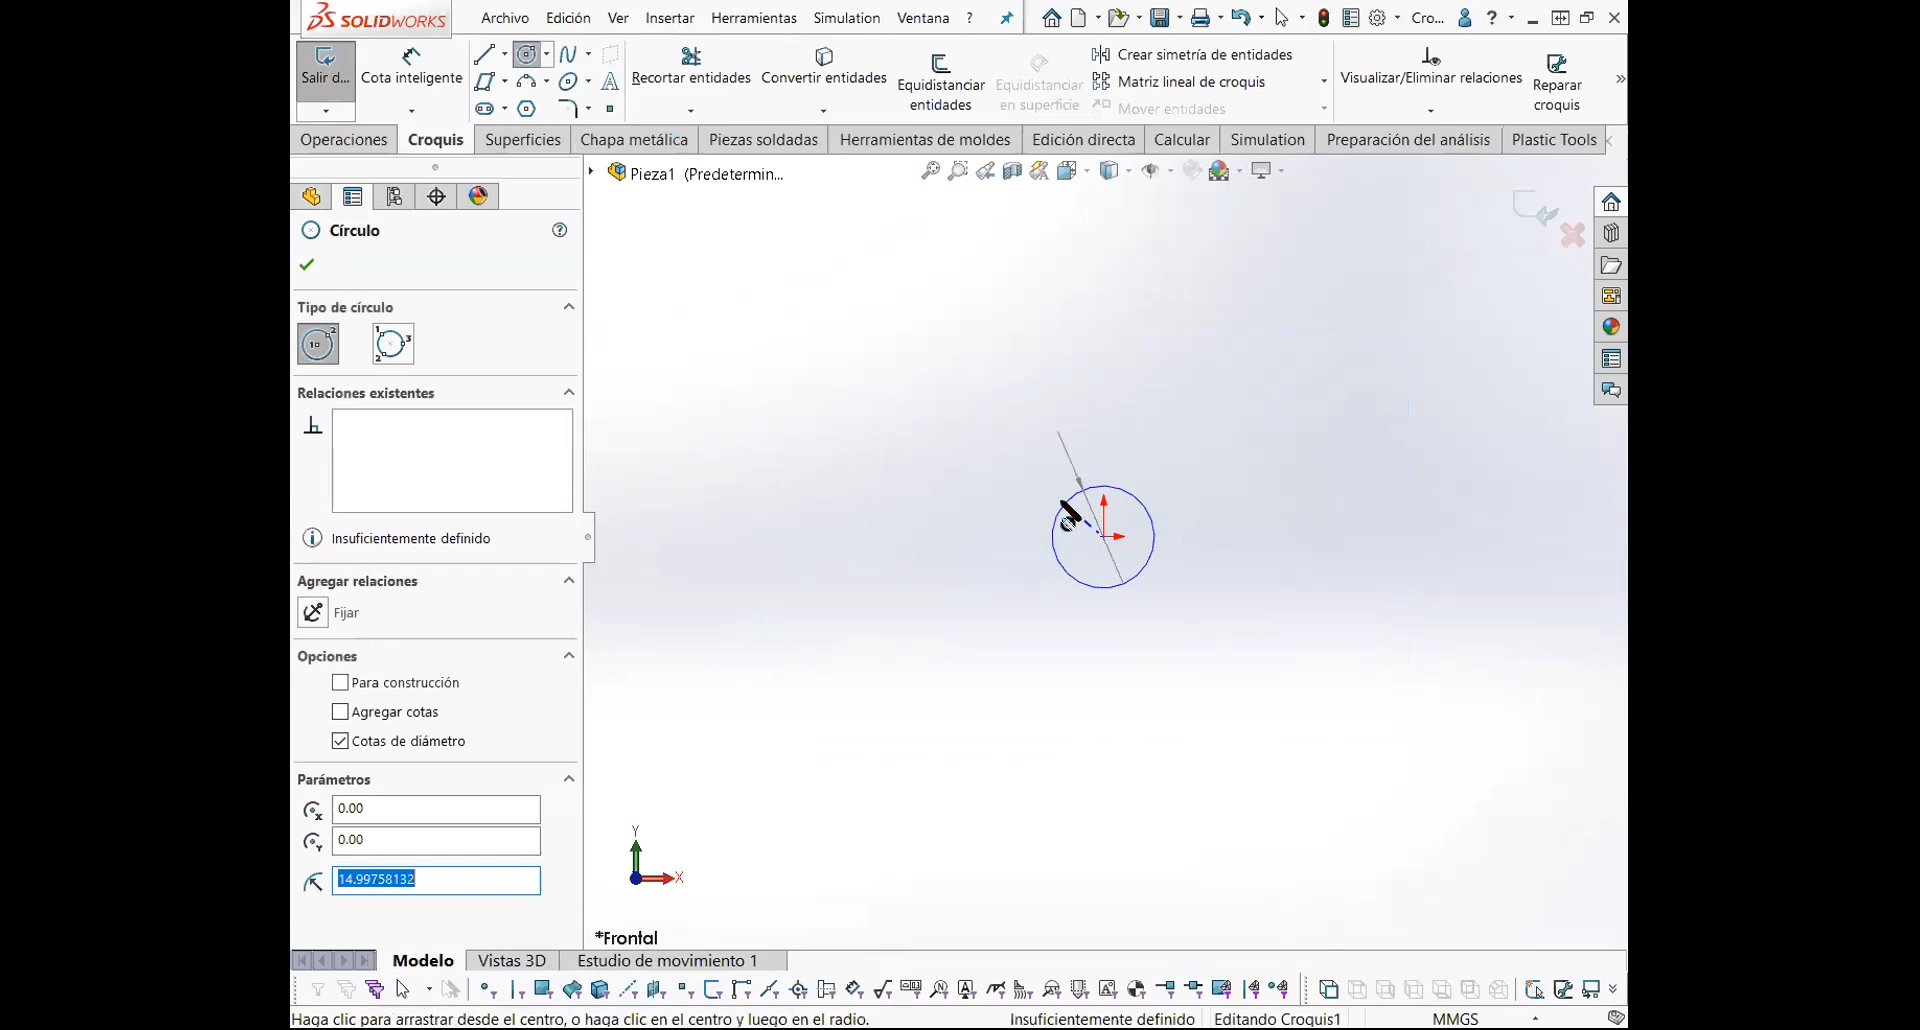 SOLIDWORKS
Archivo Edición Ver Insertar Herramientas Simulation Ventana ? Cro... ?
Salir d... Cota inteligente Recortar entidades Convertir entidades Equidistanciar entidades Equidistanciar en superficie Crear simetría de entidades
Matriz lineal de croquis
Mover entidades
Visualizar/Eliminar relaciones Reparar croquis
Operaciones Croquis Superficies Chapa metálica Piezas soldadas Herramientas de moldes Edición directa Calcular Simulation Preparación del análisis Plastic Tools
Pieza1 (Predetermin...
Círculo
Tipo de círculo
Relaciones existentes
Insuficientemente definido
Agregar relaciones
Fijar
Opciones
Para construcción
Agregar cotas
Cotas de diámetro
Parámetros
0.00
0.00
14.99758132
Y
X
*Frontal
Modelo Vistas 3D Estudio de movimiento 1
Haga clic para arrastrar desde el centro, o haga clic en el centro y luego en el radio. Insuficientemente definido Editando Croquis1 MMGS